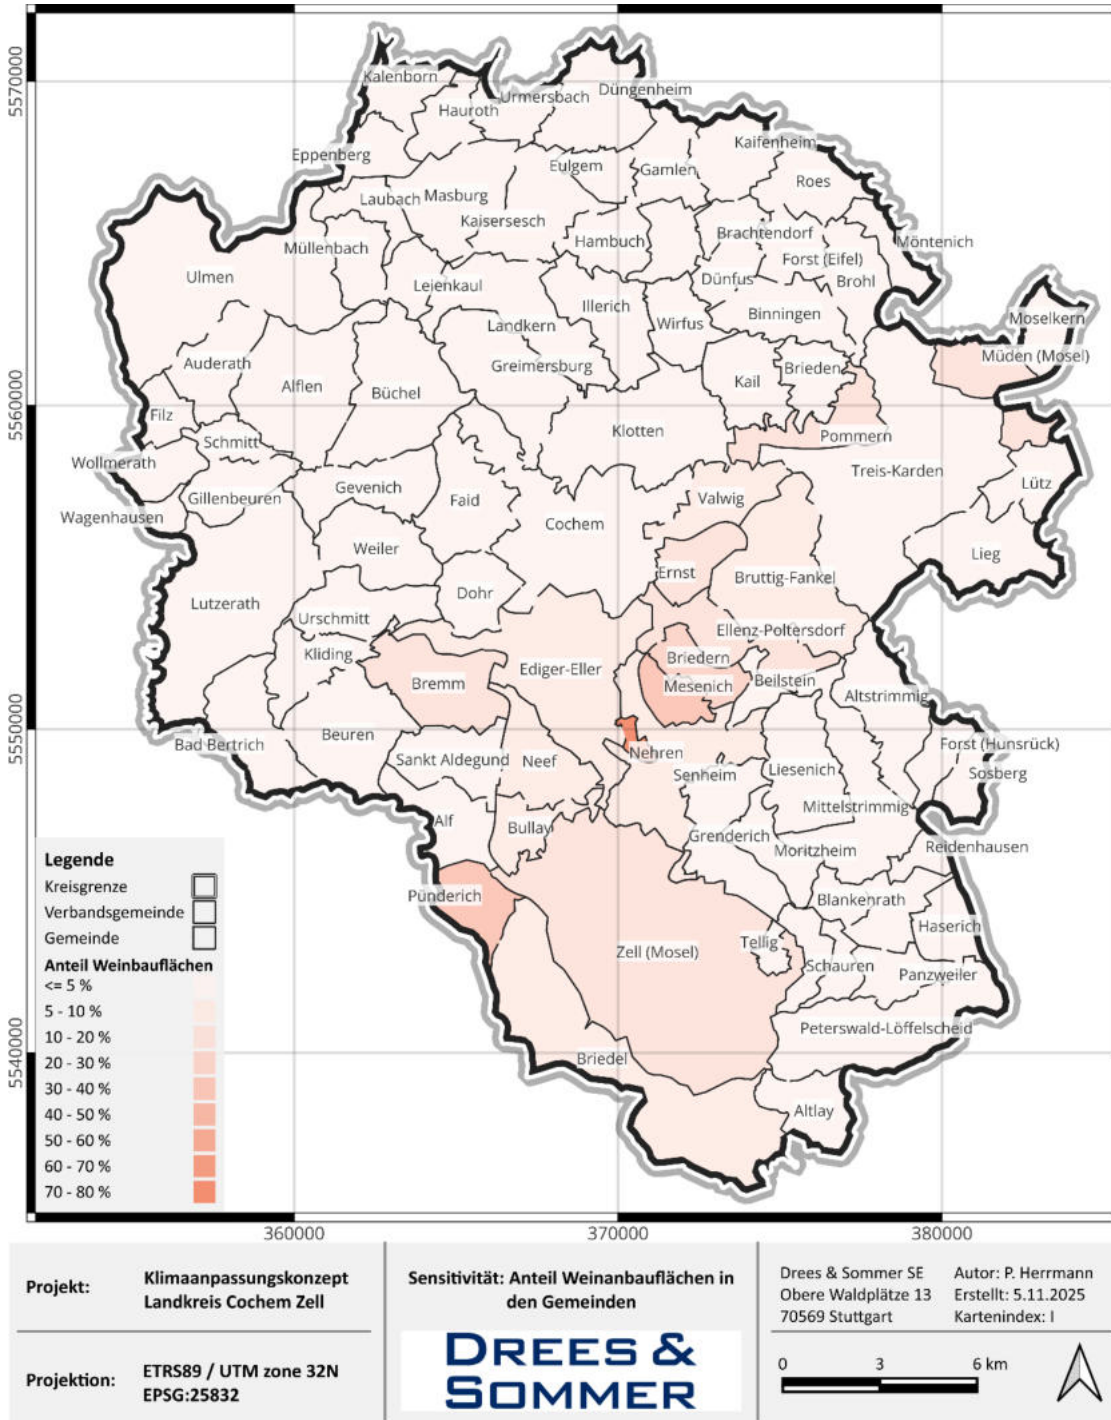 5570000
5560000
5550000
5540000
Kalenborn
Hauroth
Urmersbach
Düngenheim
Eppenberg
Eulgem
Gamlen
Kaifenheim
Roes
Laubach
Masburg
Kaisersesch
Müllenbach
Hambuch
Brachtendorf
Forst (Eifel)
Möntenich
Ulmen
Leienkaul
Illerich
Dünfus
Brohl
Landkern
Wirfus
Binningen
Moselkern
Auderath
Greimersburg
Müden (Mosel)
Alflen
Büchel
Kail
Brieden
Filz
Schmitt
Klotten
Pommern
Wollmerath
Treis-Karden
Gillenbeuren
Gevenich
Faid
Valwig
Lütz
Wagenhausen
Cochem
Weiler
Lieg
Ernst
Bruttig-Fankel
Lutzerath
Dohr
Urschmitt
Ellenz-Poltersdorf
Kliding
Ediger-Eller
Briedern
Bremm
Mesenich
Beilstein
Altstrimmig
Bad Bertrich
Beuren
Forst (Hunsrück)
Sankt Aldegund
Neef
Nehren
Senheim
Liesenich
Sosberg
Mittelstrimmig
Alf
Bullay
Grenderich
Moritzheim
Reidenhausen
Pünderich
Blankenrath
Haserich
Zell (Mosel)
Tellig
Schauren
Panzweiler
Peterswald-Löffelscheid
Briedel
Altlay
Legende
Kreisgrenze
Verbandsgemeinde
Gemeinde
Anteil Weinbauflächen
<= 5 %
5 - 10 %
10 - 20 %
20 - 30 %
30 - 40 %
40 - 50 %
50 - 60 %
60 - 70 %
70 - 80 %
360000
370000
380000
Projekt:
Klimaanpassungskonzept
Landkreis Cochem Zell
Projektion:
ETRS89 / UTM zone 32N
EPSG:25832
Sensitivität: Anteil Weinanbauflächen in
den Gemeinden
DREES &
SOMMER
Drees & Sommer SE
Obere Waldplätze 13
70569 Stuttgart
Autor: P. Herrmann
Erstellt: 5.11.2025
Kartenindex: I
0 3 6 km